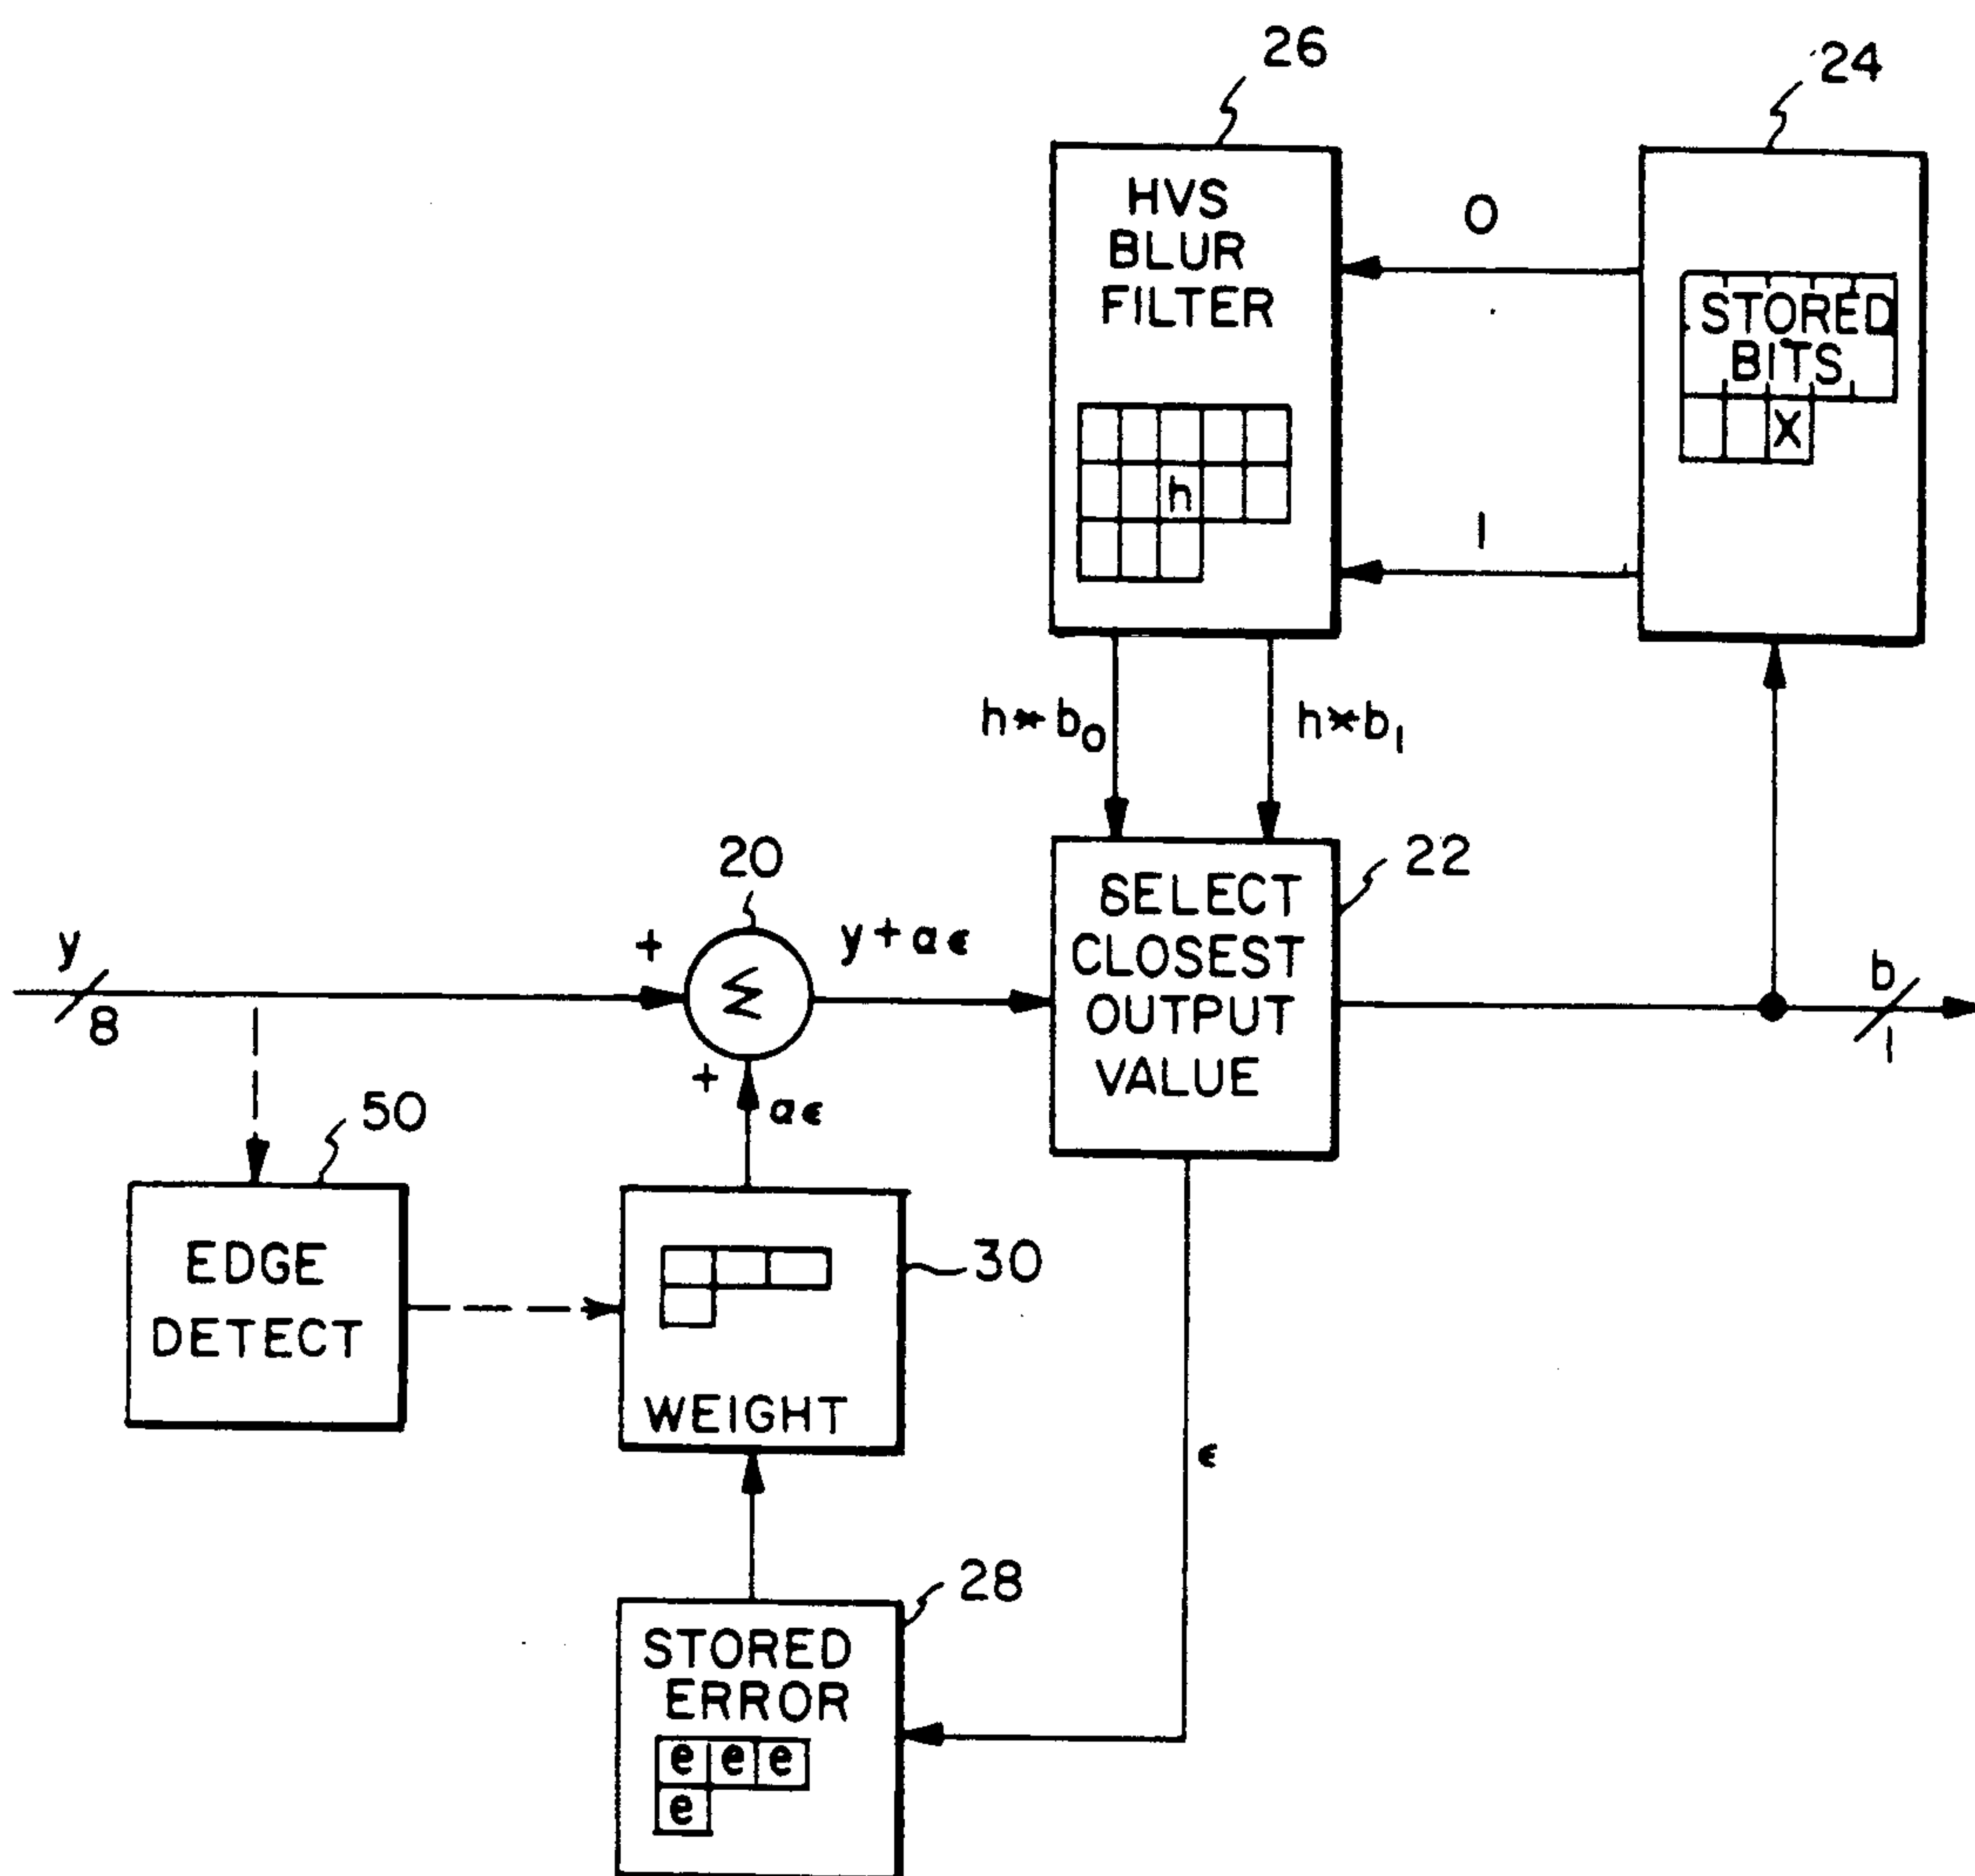 26
24
HVS
BLUR
FILTER
h
0
1
STORED
BITS
X
h*b₀
h*b₁
20
22
y
8
+
Σ
+
y+αϵ
αϵ
SELECT
CLOSEST
OUTPUT
VALUE
b
1
50
EDGE
DETECT
30
WEIGHT
ϵ
28
STORED
ERROR
e e e
e